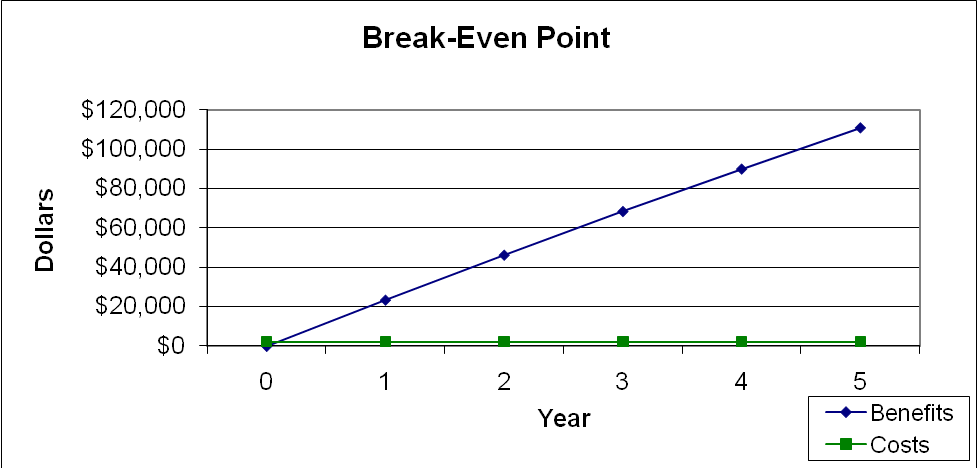 Break-Even Point
$120,000
$100,000
$80,000
$60,000
$40,000
$20,000
$0
Dollars
0 1 2 3 4 5
Year
Benefits
Costs